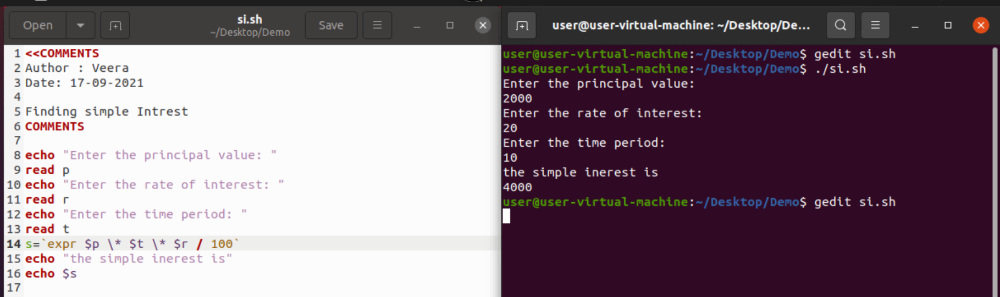 Open
si.sh
~/Desktop/Demo
Save
1 <<COMMENTS
2 Author : Veera
3 Date: 17-09-2021
4
5 Finding simple Intrest
6 COMMENTS
7
8 echo "Enter the principal value: "
9 read p
10 echo "Enter the rate of interest: "
11 read r
12 echo "Enter the time period: "
13 read t
14 s=`expr $p \* $t \* $r / 100`
15 echo "the simple inerest is"
16 echo $s
17
user@user-virtual-machine: ~/Desktop/De...
user@user-virtual-machine:~/Desktop/Demo$ gedit si.sh
user@user-virtual-machine:~/Desktop/Demo$ ./si.sh
Enter the principal value:
2000
Enter the rate of interest:
20
Enter the time period:
10
the simple inerest is
4000
user@user-virtual-machine:~/Desktop/Demo$ gedit si.sh